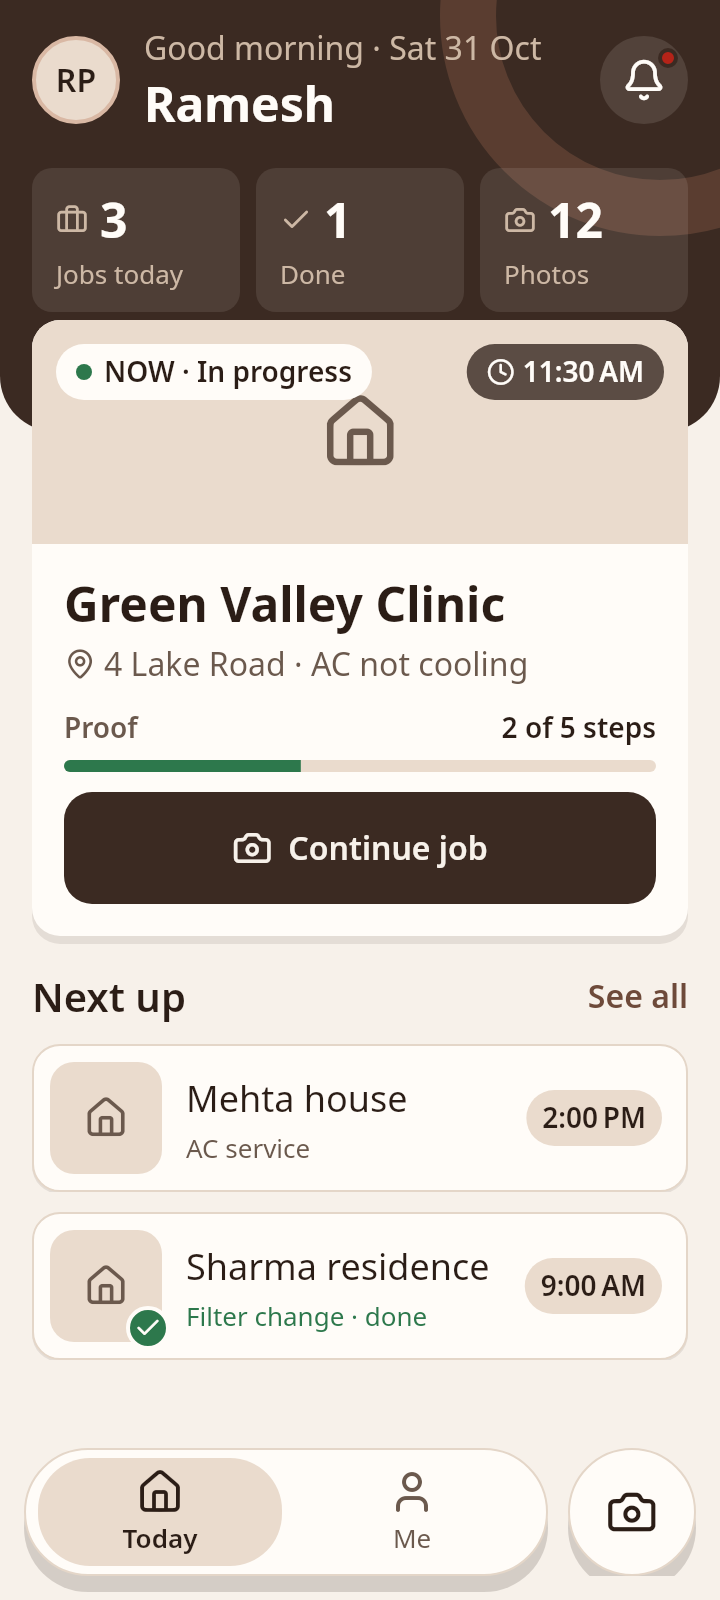 RP
Good morning · Sat 31 Oct
Ramesh
3
Jobs today
1
Done
12
Photos
NOW · In progress
11:30 AM
Green Valley Clinic
4 Lake Road · AC not cooling
Proof
2 of 5 steps
Continue job
Next up
See all
Mehta house
AC service
2:00 PM
Sharma residence
Filter change · done
9:00 AM
Today
Me